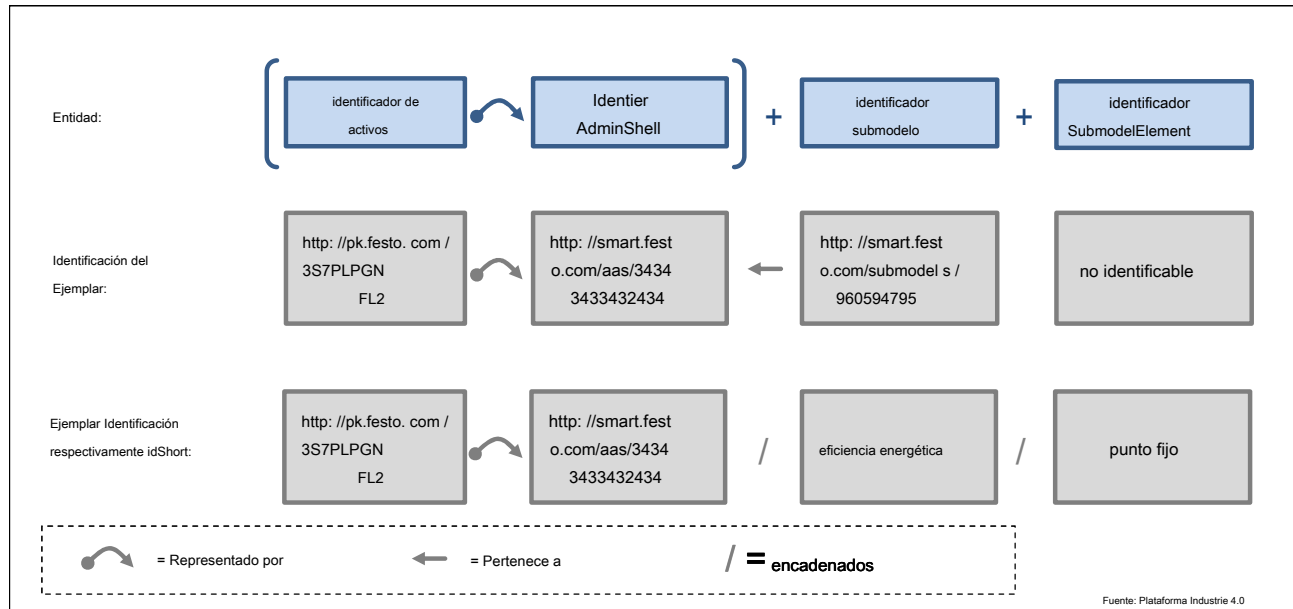 Entidad:
identificador de
activos
Identier
AdminShell
+
identificador
submodelo
+
identificador
SubmodelElement
Identificación del
Ejemplar:
http: //pk.festo. com /
3S7PLPGN
FL2
http: //smart.fest
o.com/aas/3434
3433432434
http: //smart.fest
o.com/submodel s /
960594795
no identificable
Ejemplar Identificación
respectivamente idShort:
http: //pk.festo. com /
3S7PLPGN
FL2
http: //smart.fest
o.com/aas/3434
3433432434
/
eficiencia energética
/
punto fijo
= Representado por
= Pertenece a
/ = encadenados
Fuente: Plataforma Industrie 4.0